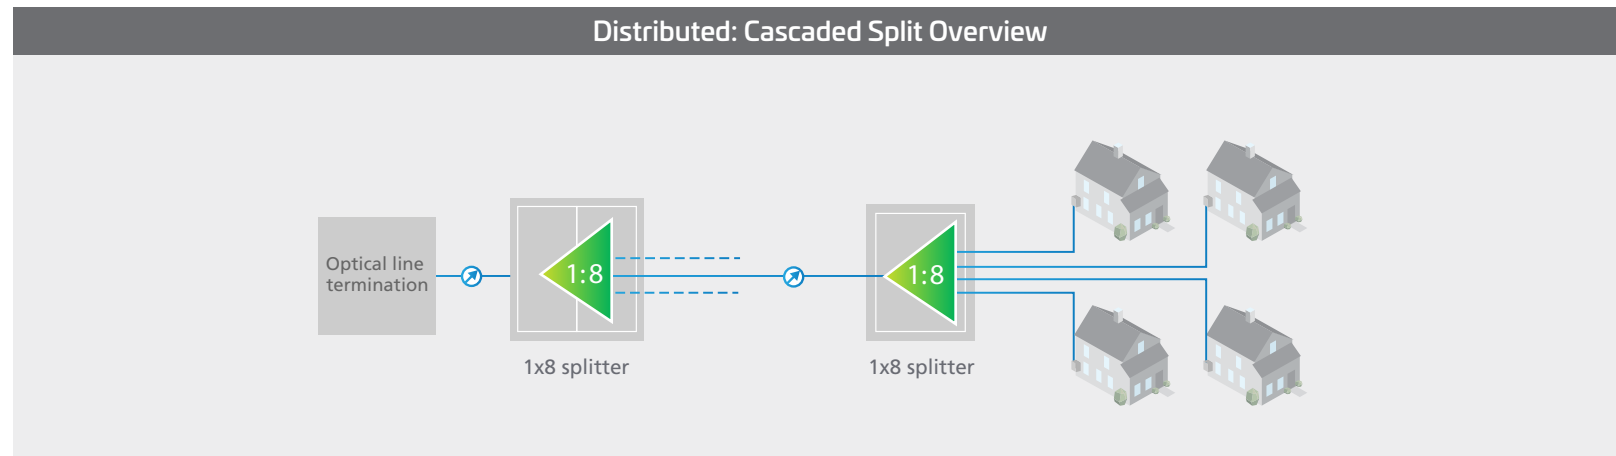 Distributed: Cascaded Split Overview
Optical line
termination
1:8
1:8
1x8 splitter
1x8 splitter